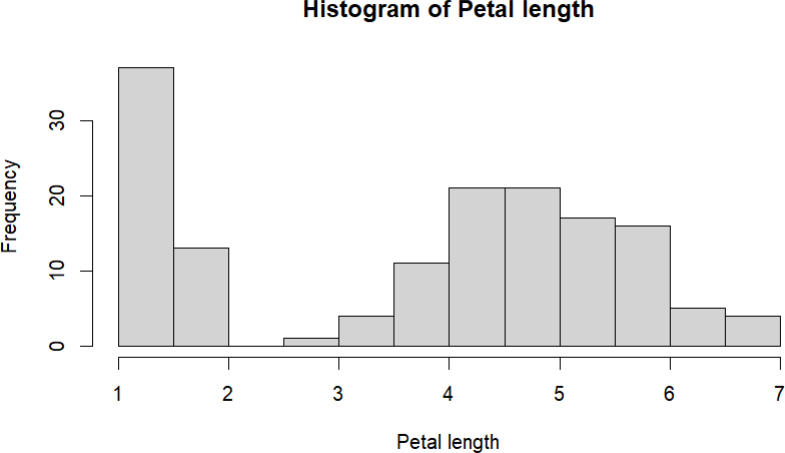 Histogram of Petal length
Frequency
30
20
10
0
1 2 3 4 5 6 7
Petal length